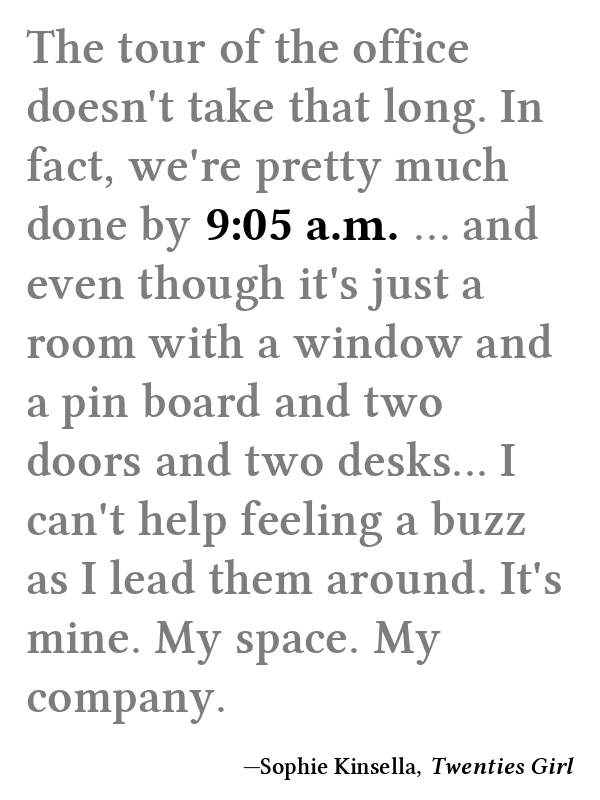 The tour of the office
doesn't take that long. In
fact, we're pretty much
done by 9:05 a.m. ... and
even though it's just a
room with a window and
a pin board and two
doors and two desks... I
can't help feeling a buzz
as I lead them around. It's
mine. My space. My
company.
—Sophie Kinsella, Twenties Girl